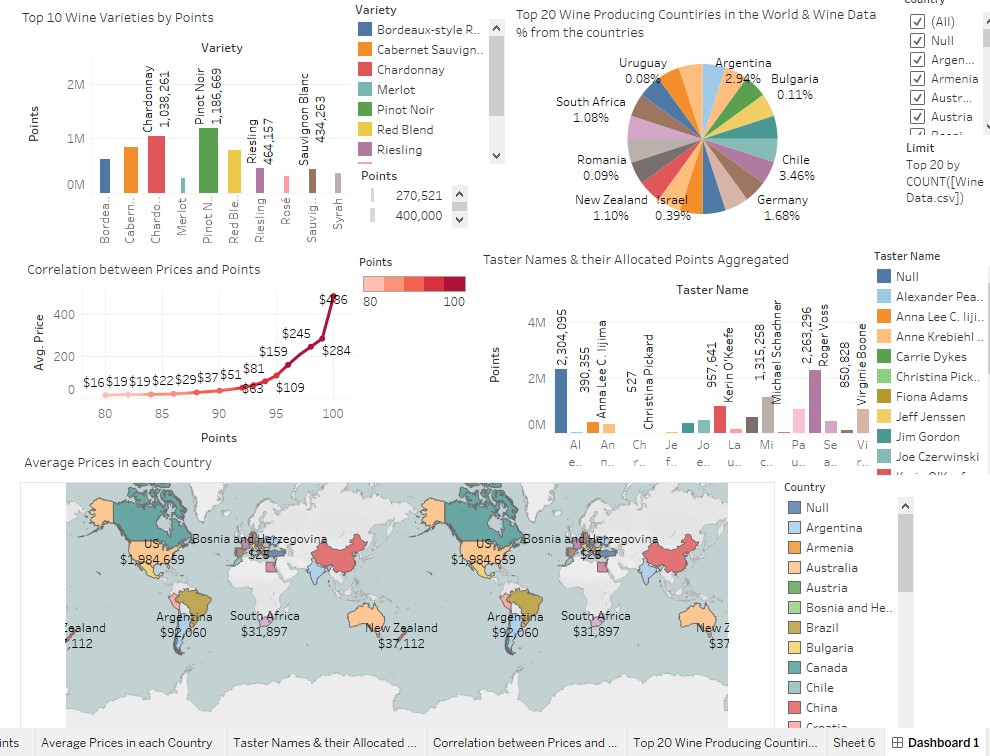 Top 10 Wine Varieties by Points
Variety
Points
2M
1M
0M
Chardonnay
1,038,261
Pinot Noir
1,186,669
Riesling
464,157
Sauvignon Blanc
434,263
Bordea..
Cabern..
Chardo..
Merlot
Pinot N..
Red Ble..
Riesling
Rosé
Sauvig..
Syrah
Variety
Bordeaux-style R..
Cabernet Sauvign..
Chardonnay
Merlot
Pinot Noir
Red Blend
Riesling
Points
270,521
400,000
Top 20 Wine Producing Countiries in the World & Wine Data
% from the countries
Uruguay
0.08%
Argentina
2.94%
Bulgaria
0.11%
South Africa
1.08%
Romania
0.09%
Chile
3.46%
New Zealand
1.10%
Israel
0.39%
Germany
1.68%
Country
(All)
Null
Argen...
Armenia
Austr...
Austria
Limit
Top 20 by
COUNT([Wine
Data.csv])
Correlation between Prices and Points
Avg. Price
400
200
0
$16
$19
$19
$22
$29
$37
$51
$63
$81
$109
$159
$245
$284
$486
80
85
90
95
100
Points
Points
80
100
Taster Names & their Allocated Points Aggregated
Taster Name
Points
4M
2M
0M
2,304,095
390,355
Anna Lee C. Iijima
527
Christina Pickard
957,641
Kerin O'Keefe
1,315,258
Michael Schachner
2,263,296
Roger Voss
850,828
Virginie Boone
Al
e..
An
n..
Ch
r..
Je
f..
Jo
e..
La
u..
Mi
c..
Pa
u..
Se
a..
Vi
r..
Taster Name
Null
Alexander Pea..
Anna Lee C. Iiji..
Anne Krebiehl ..
Carrie Dykes
Christina Pick..
Fiona Adams
Jeff Jenssen
Jim Gordon
Joe Czerwinski
Average Prices in each Country
US
$1,984,659
Bosnia and Herzegovina
$25
Argentina
$92,060
South Africa
$31,897
New Zealand
$37,112
US
$1,984,659
Bosnia and Herzegovina
$25
Argentina
$92,060
South Africa
$31,897
New Z
$37
Zealand
,112
Country
Null
Argentina
Armenia
Australia
Austria
Bosnia and He..
Brazil
Bulgaria
Canada
Chile
China
Croatia
ints
Average Prices in each Country
Taster Names & their Allocated ...
Correlation between Prices and ...
Top 20 Wine Producing Countiri...
Sheet 6
Dashboard 1